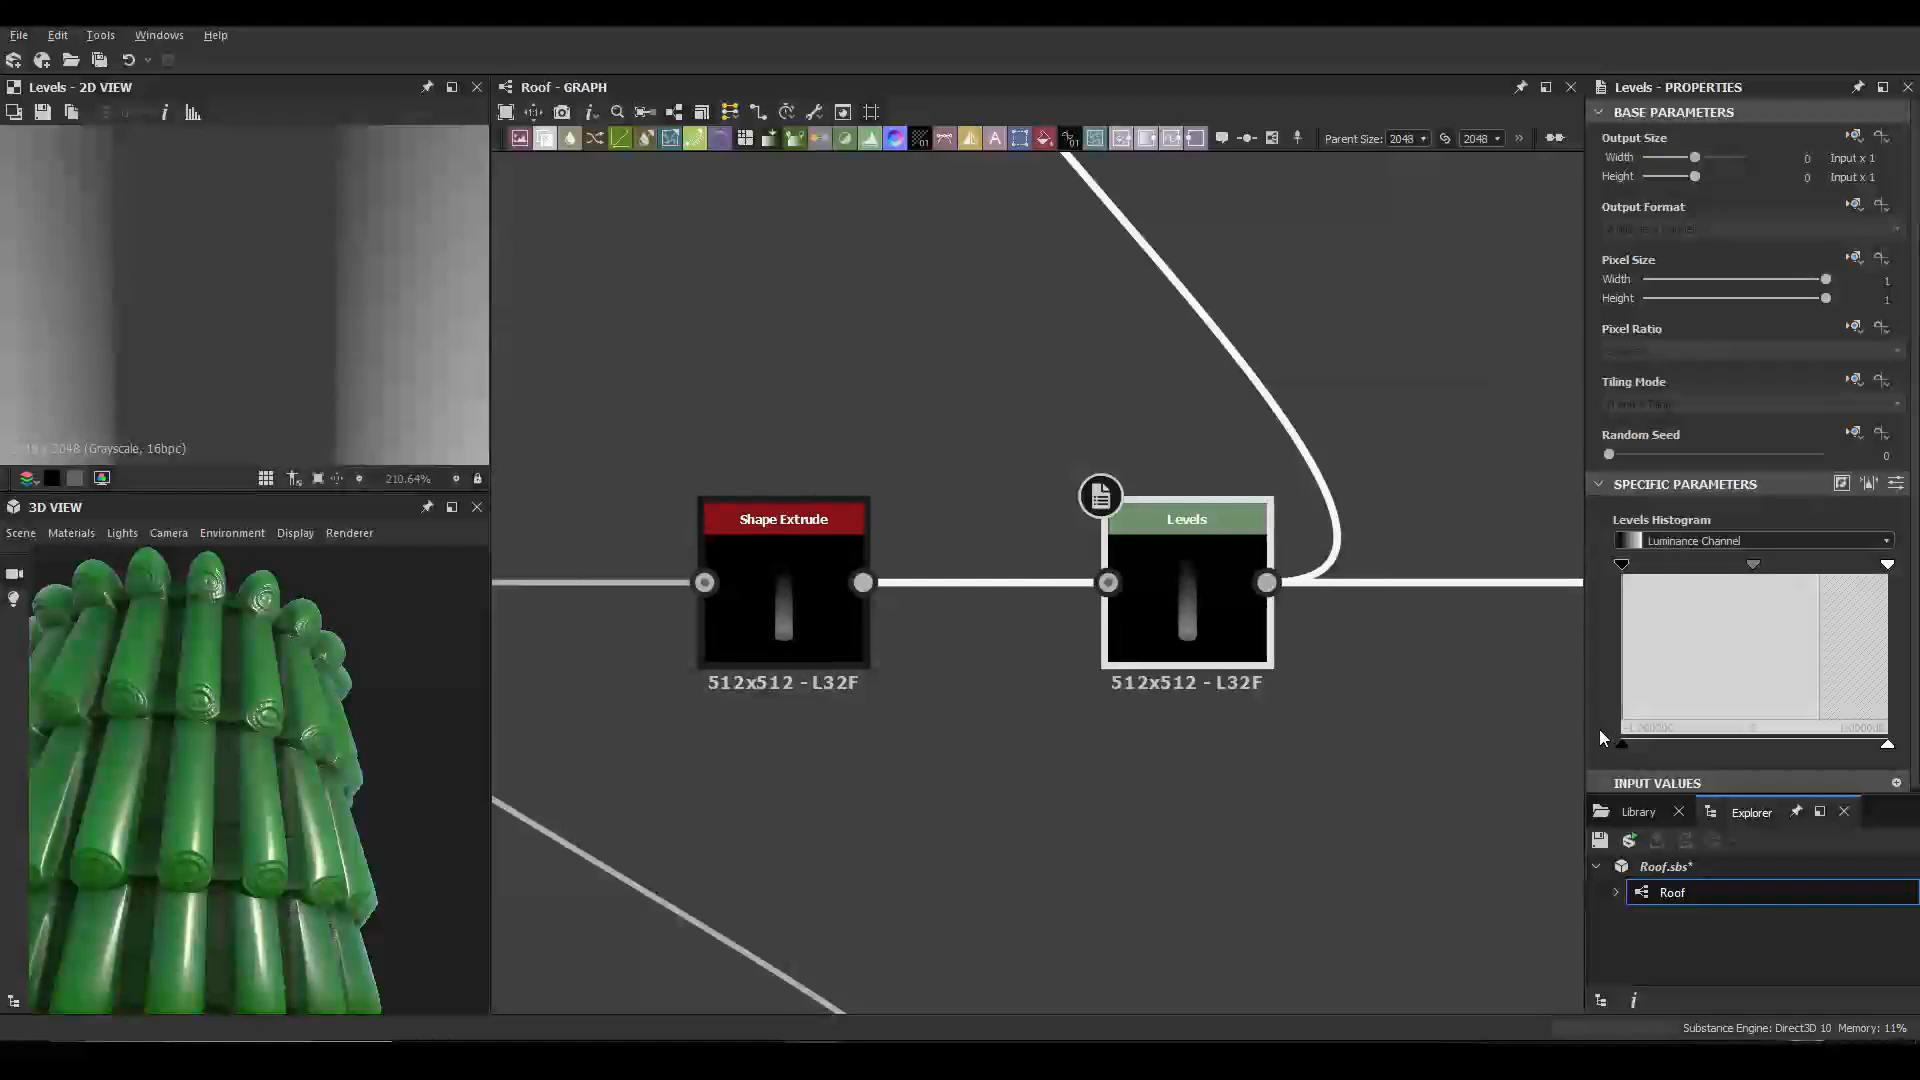 File Edit Tools Windows Help
Levels - 2D VIEW
Roof - GRAPH
Levels - PROPERTIES
BASE PARAMETERS
Parent Size: 2048 2048
Output Size
Width 0 Input x 1
Height 0 Input x 1
Output Format
Pixel Size
Width 1
Height 1
Pixel Ratio
Tiling Mode
Random Seed
0
2048 (Grayscale, 16bpc)
210.64%
3D VIEW
Scene Materials Lights Camera Environment Display Renderer
Shape Extrude
512x512 - L32F
Levels
512x512 - L32F
SPECIFIC PARAMETERS
Levels Histogram
Luminance Channel
INPUT VALUES
Library Explorer
Roof.sbs*
Roof
Substance Engine: Direct3D 10 Memory: 11%